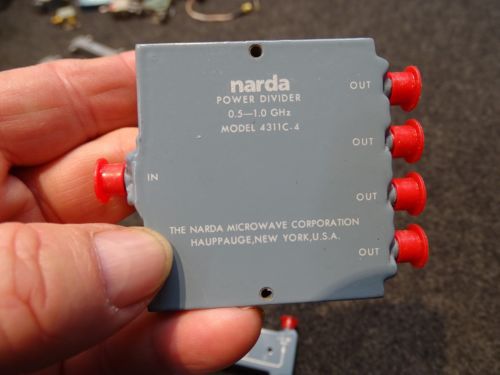 narda
POWER DIVIDER
0.5—1.0 GHz
MODEL 4311C-4
OUT
OUT
IN
OUT
THE NARDA MICROWAVE CORPORATION
HAUPPAUGE, NEW YORK, U.S.A.
OUT